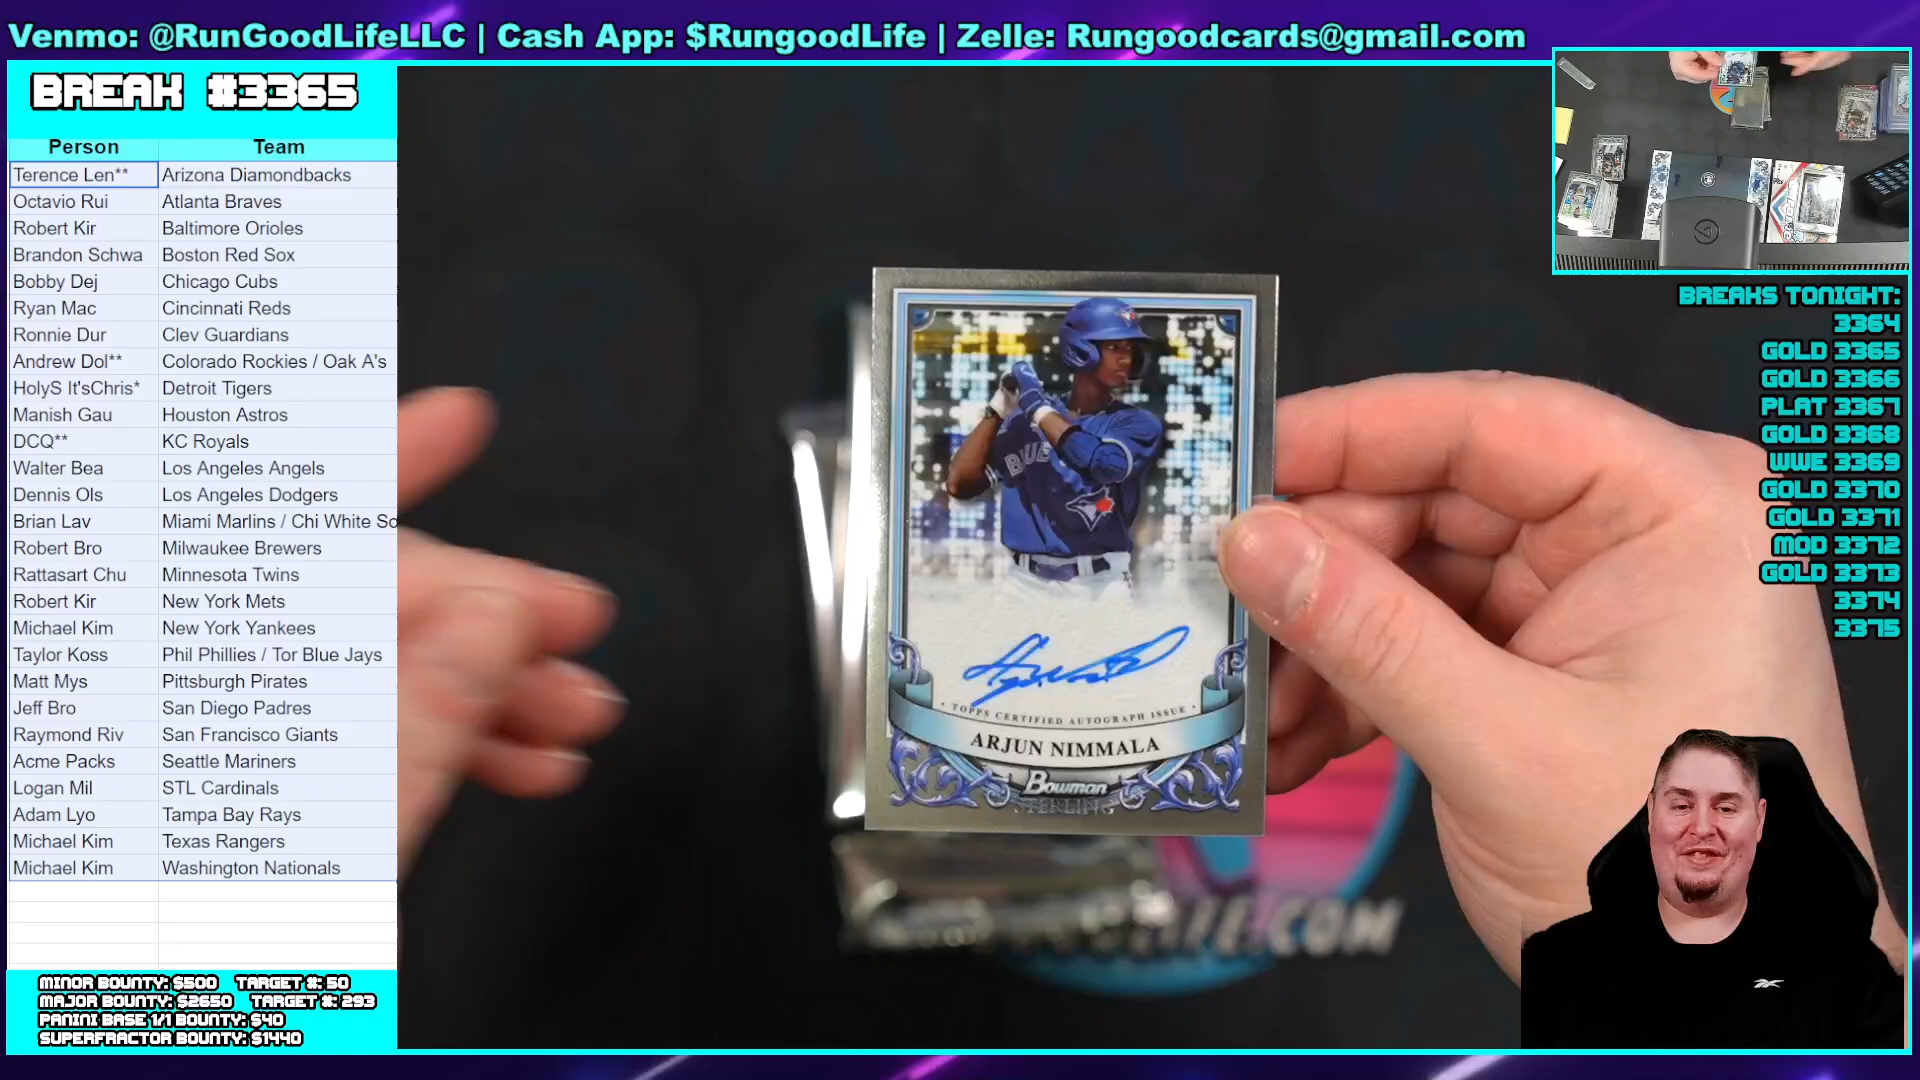 Venmo: @RunGoodLifeLLC | Cash App: $RungoodLife | Zelle: Rungoodcards@gmail.com
BREAK #3365
Person Team
Terence Len** Arizona Diamondbacks
Octavio Rui Atlanta Braves
Robert Kir Baltimore Orioles
Brandon Schwa Boston Red Sox
Bobby Dej Chicago Cubs
Ryan Mac Cincinnati Reds
Ronnie Dur Clev Guardians
Andrew Dol** Colorado Rockies / Oak A's
HolyS It'sChris* Detroit Tigers
Manish Gau Houston Astros
DCQ** KC Royals
Walter Bea Los Angeles Angels
Dennis Ols Los Angeles Dodgers
Brian Lav Miami Marlins / Chi White So
Robert Bro Milwaukee Brewers
Rattasart Chu Minnesota Twins
Robert Kir New York Mets
Michael Kim New York Yankees
Taylor Koss Phil Phillies / Tor Blue Jays
Matt Mys Pittsburgh Pirates
Jeff Bro San Diego Padres
Raymond Riv San Francisco Giants
Acme Packs Seattle Mariners
Logan Mil STL Cardinals
Adam Lyo Tampa Bay Rays
Michael Kim Texas Rangers
Michael Kim Washington Nationals
MINOR BOUNTY: $500 TARGET #: 50
MAJOR BOUNTY: $2650 TARGET #: 293
PANINI BASE 1/1 BOUNTY: $40
SUPERFRACTOR BOUNTY: $1440
BLUE
• TOPPS CERTIFIED AUTOGRAPH ISSUE •
ARJUN NIMMALA
Bowman
STERLING
LIFE.COM
BREAKS TONIGHT:
3364
GOLD 3365
GOLD 3366
PLAT 3367
GOLD 3368
WWE 3369
GOLD 3370
GOLD 3371
MOD 3372
GOLD 3373
3374
3375